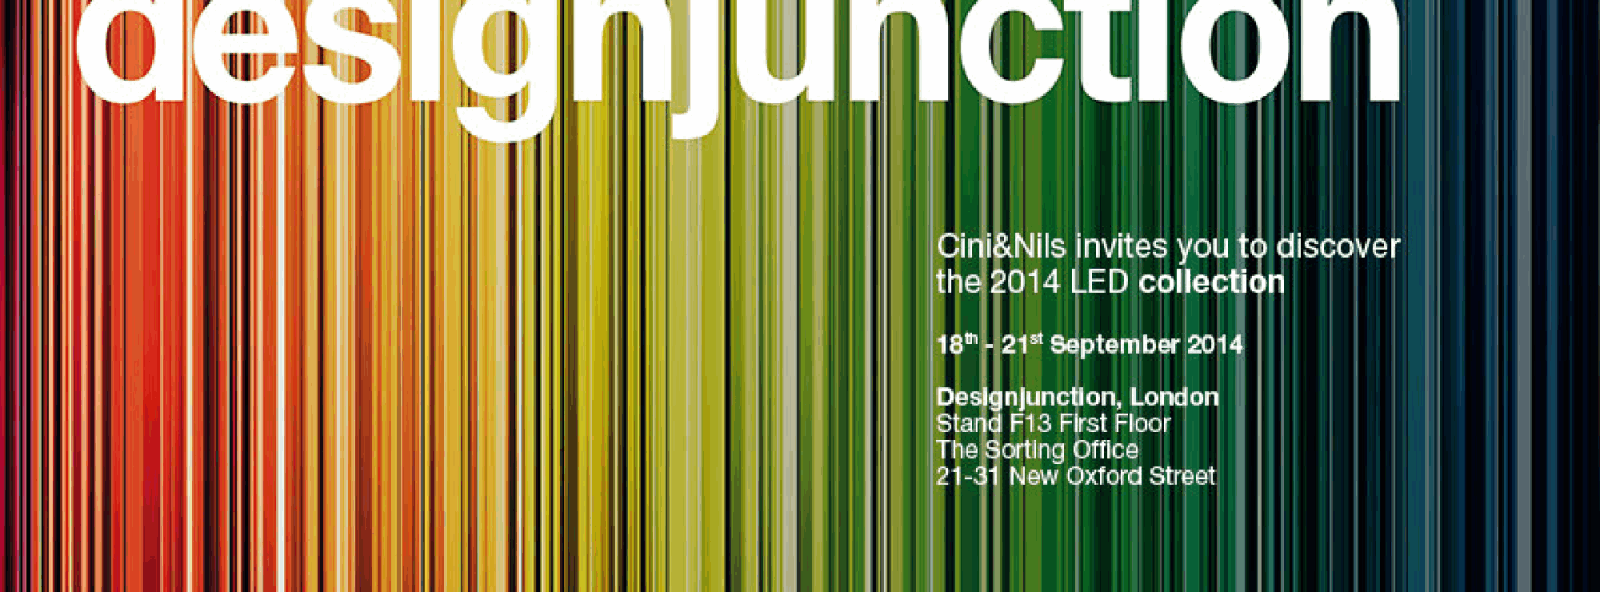 designjunction
Cini&Nils invites you to discover
the 2014 LED collection
18th - 21st September 2014
Designjunction, London
Stand F13 First Floor
The Sorting Office
21-31 New Oxford Street